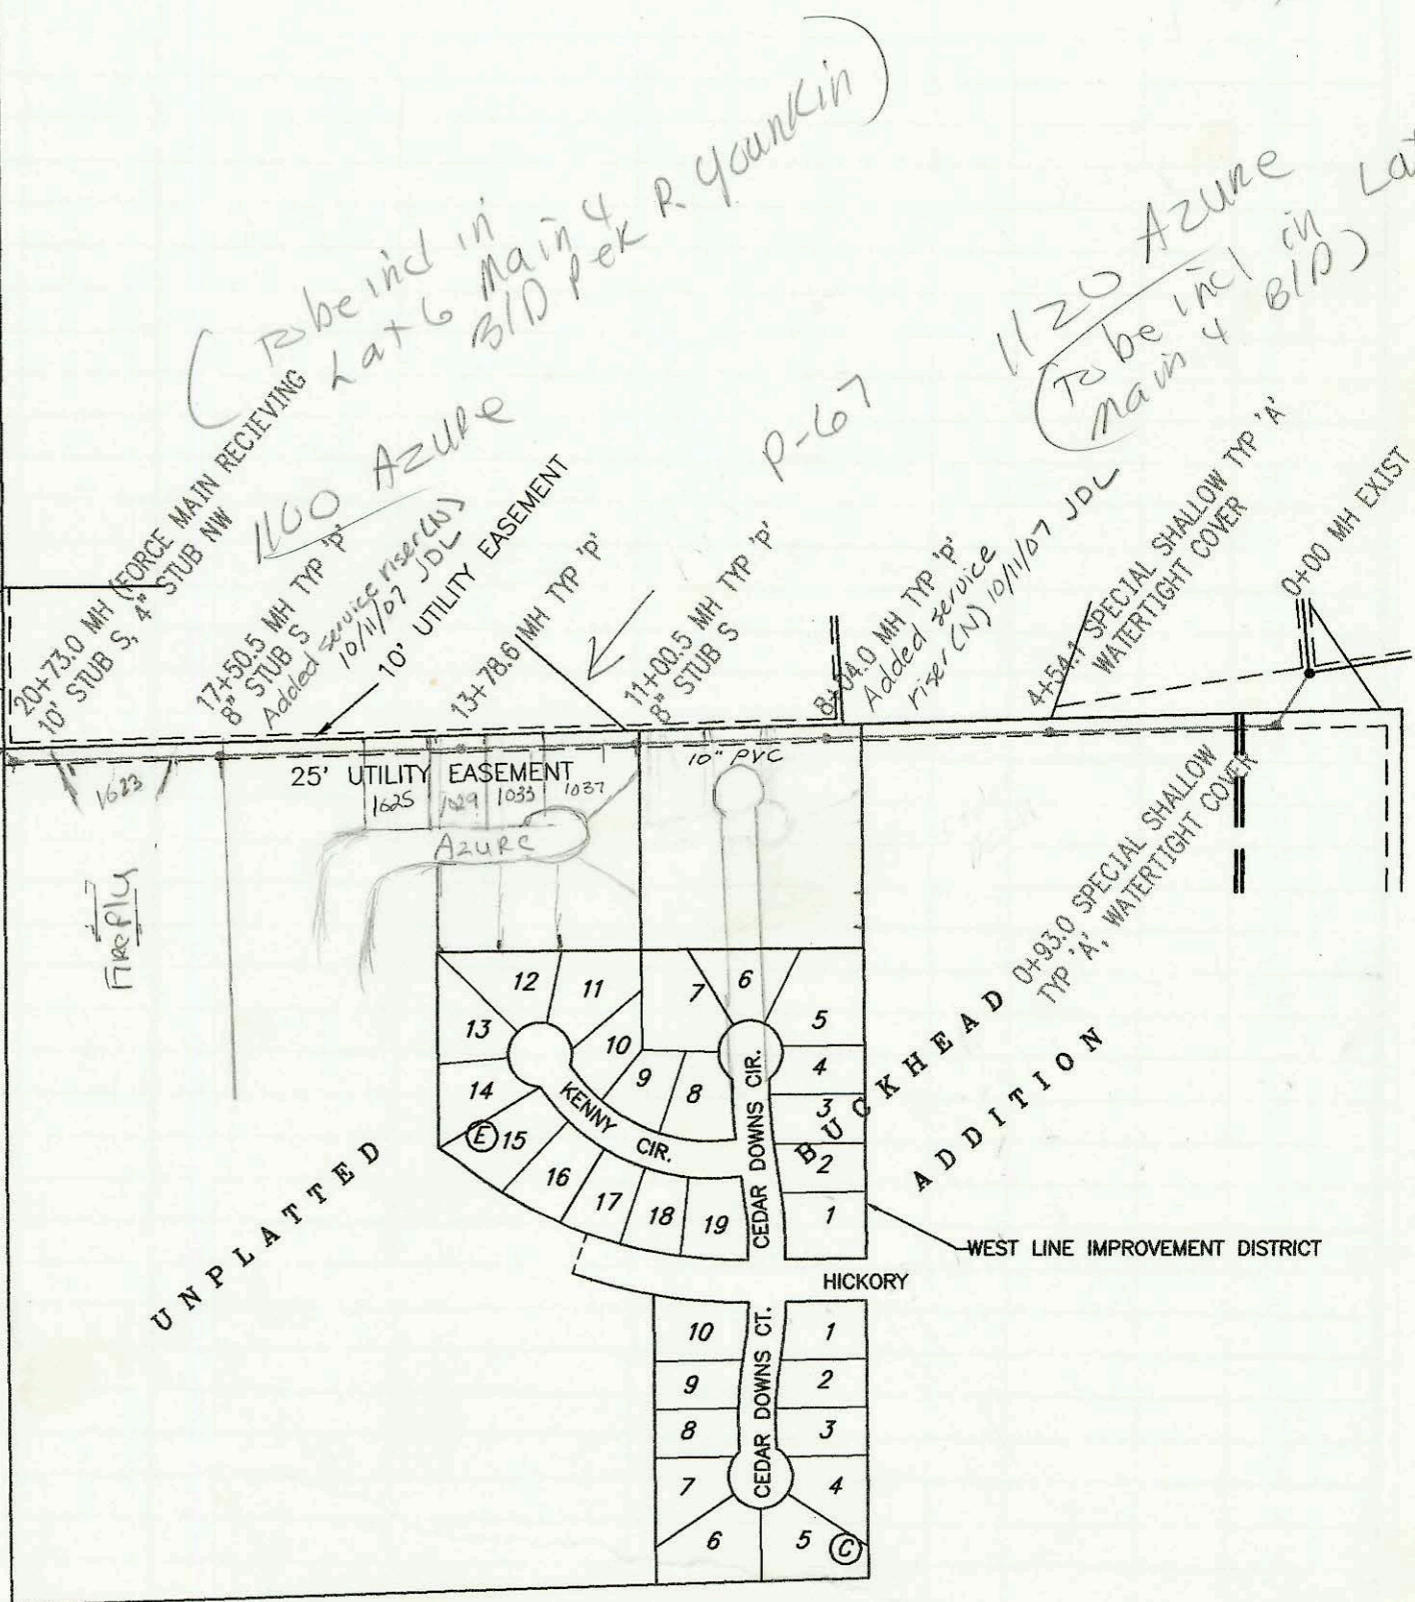 (To be incl in
Lat 6 Main 4
B/D per R. Younkin)
1100 Azure
1120 Azure
(To be incl in Lat
Main 4 B/D)
P-67
20+73.0 MH (FORCE MAIN RECIEVING
10' STUB S, 4" STUB NW
17+50.5 MH TYP 'P'
8" STUB S
Added service riser (N)
10/11/07 JDL
10' UTILITY EASEMENT
13+78.6 MH TYP 'P'
11+00.5 MH TYP 'P'
8" STUB S
8+04.0 MH TYP 'P'
Added service
riser (N) 10/11/07 JDL
4+54.1 SPECIAL SHALLOW TYP 'A'
WATERTIGHT COVER
0+00 MH EXIST
0+93.0 SPECIAL SHALLOW
TYP 'A', WATERTIGHT COVER
25' UTILITY EASEMENT
10" PVC
1623
1625
1029
1033
1037
AZURE
Firefly
12
11
7
6
5
13
10
4
14
9
8
3
KENNY CIR.
CEDAR DOWNS CIR.
E
15
2
16
17
18
19
1
BUCKHEAD
ADDITION
UNPLATTED
WEST LINE IMPROVEMENT DISTRICT
HICKORY
10
1
9
2
8
3
CEDAR DOWNS CT.
7
4
6
5
C